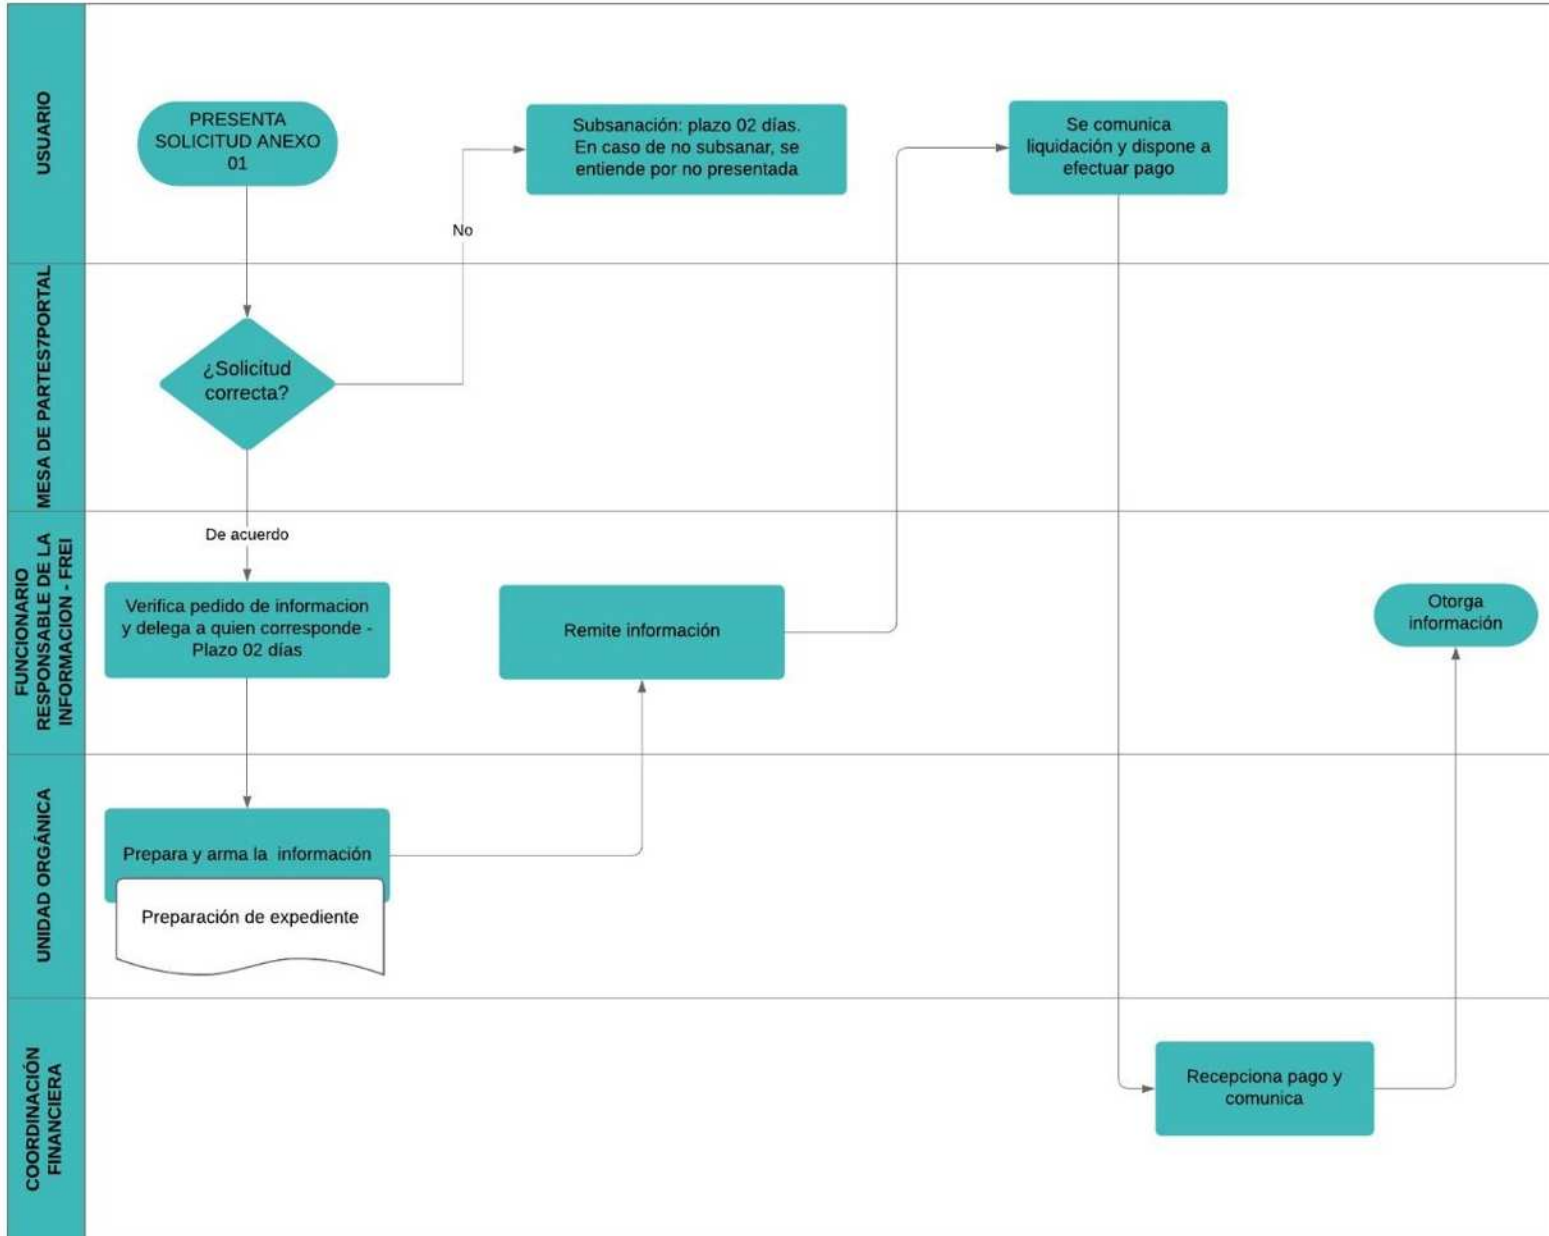 USUARIO
PRESENTA
SOLICITUD ANEXO
01
Subsanación: plazo 02 días.
En caso de no subsanar, se
entiende por no presentada
Se comunica
liquidación y dispone a
efectuar pago
No
MESA DE PARTES7PORTAL
¿Solicitud
correcta?
De acuerdo
FUNCIONARIO
RESPONSABLE DE LA
INFORMACION - FREI
Verifica pedido de informacion
y delega a quien corresponde -
Plazo 02 días
Remite información
Otorga
información
UNIDAD ORGÁNICA
Prepara y arma la información
Preparación de expediente
COORDINACIÓN
FINANCIERA
Recepciona pago y
comunica